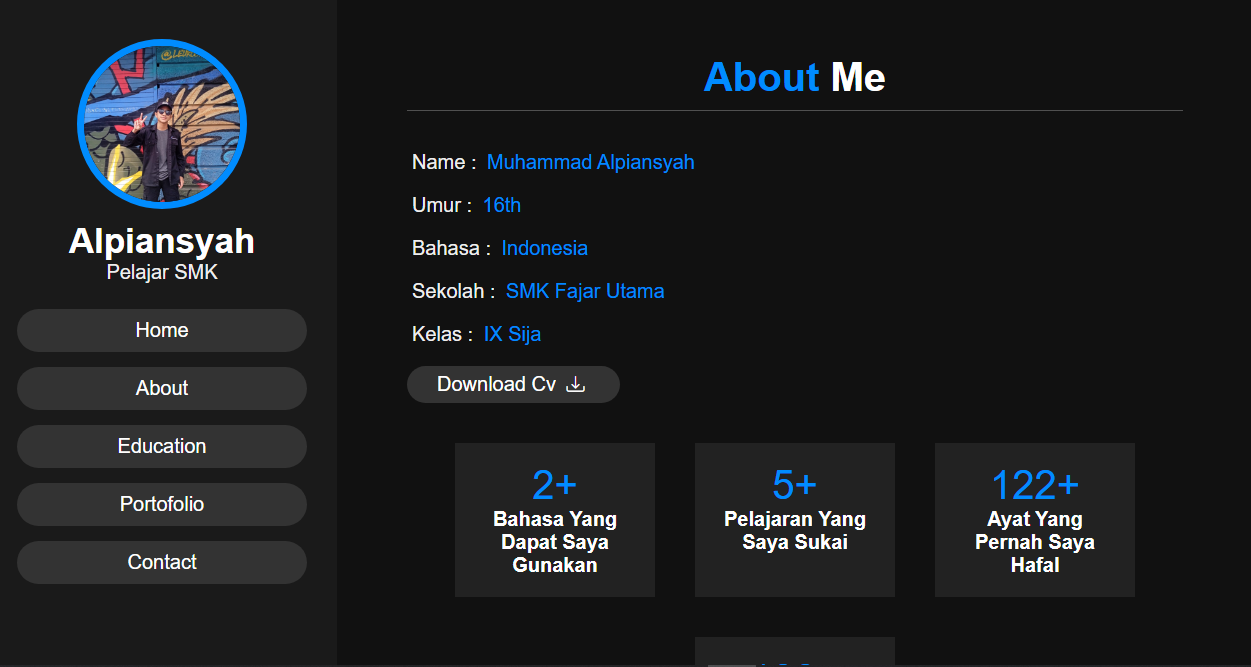 Alpiansyah
Pelajar SMK
Home
About
Education
Portofolio
Contact
About Me
Name : Muhammad Alpiansyah
Umur : 16th
Bahasa : Indonesia
Sekolah : SMK Fajar Utama
Kelas : IX Sija
Download Cv
2+
Bahasa Yang
Dapat Saya
Gunakan
5+
Pelajaran Yang
Saya Sukai
122+
Ayat Yang
Pernah Saya
Hafal